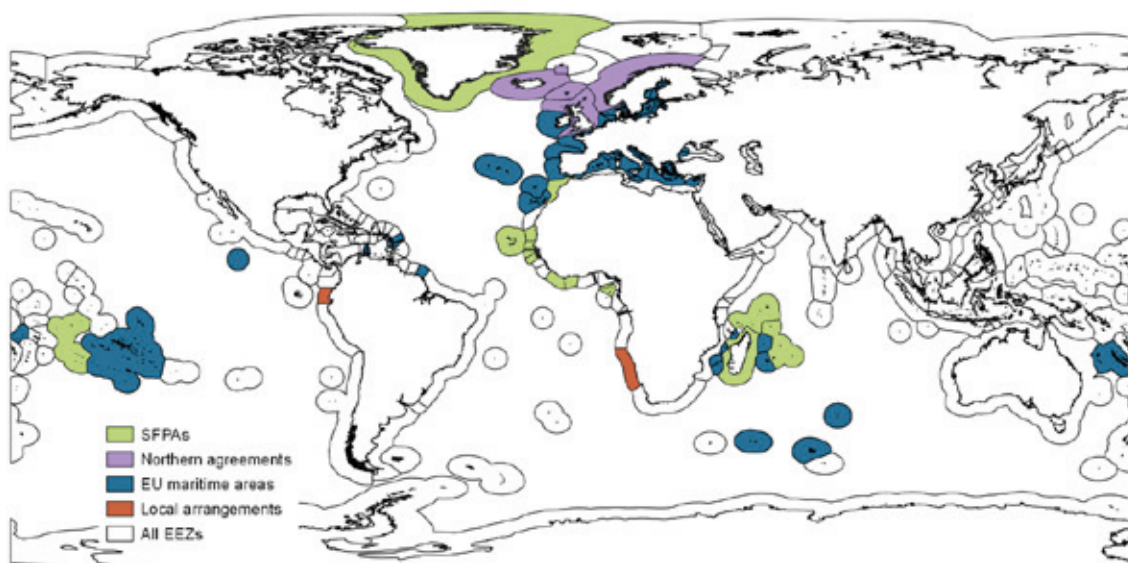 SFPAs
Northern agreements
EU maritime areas
Local arrangements
All EEZs